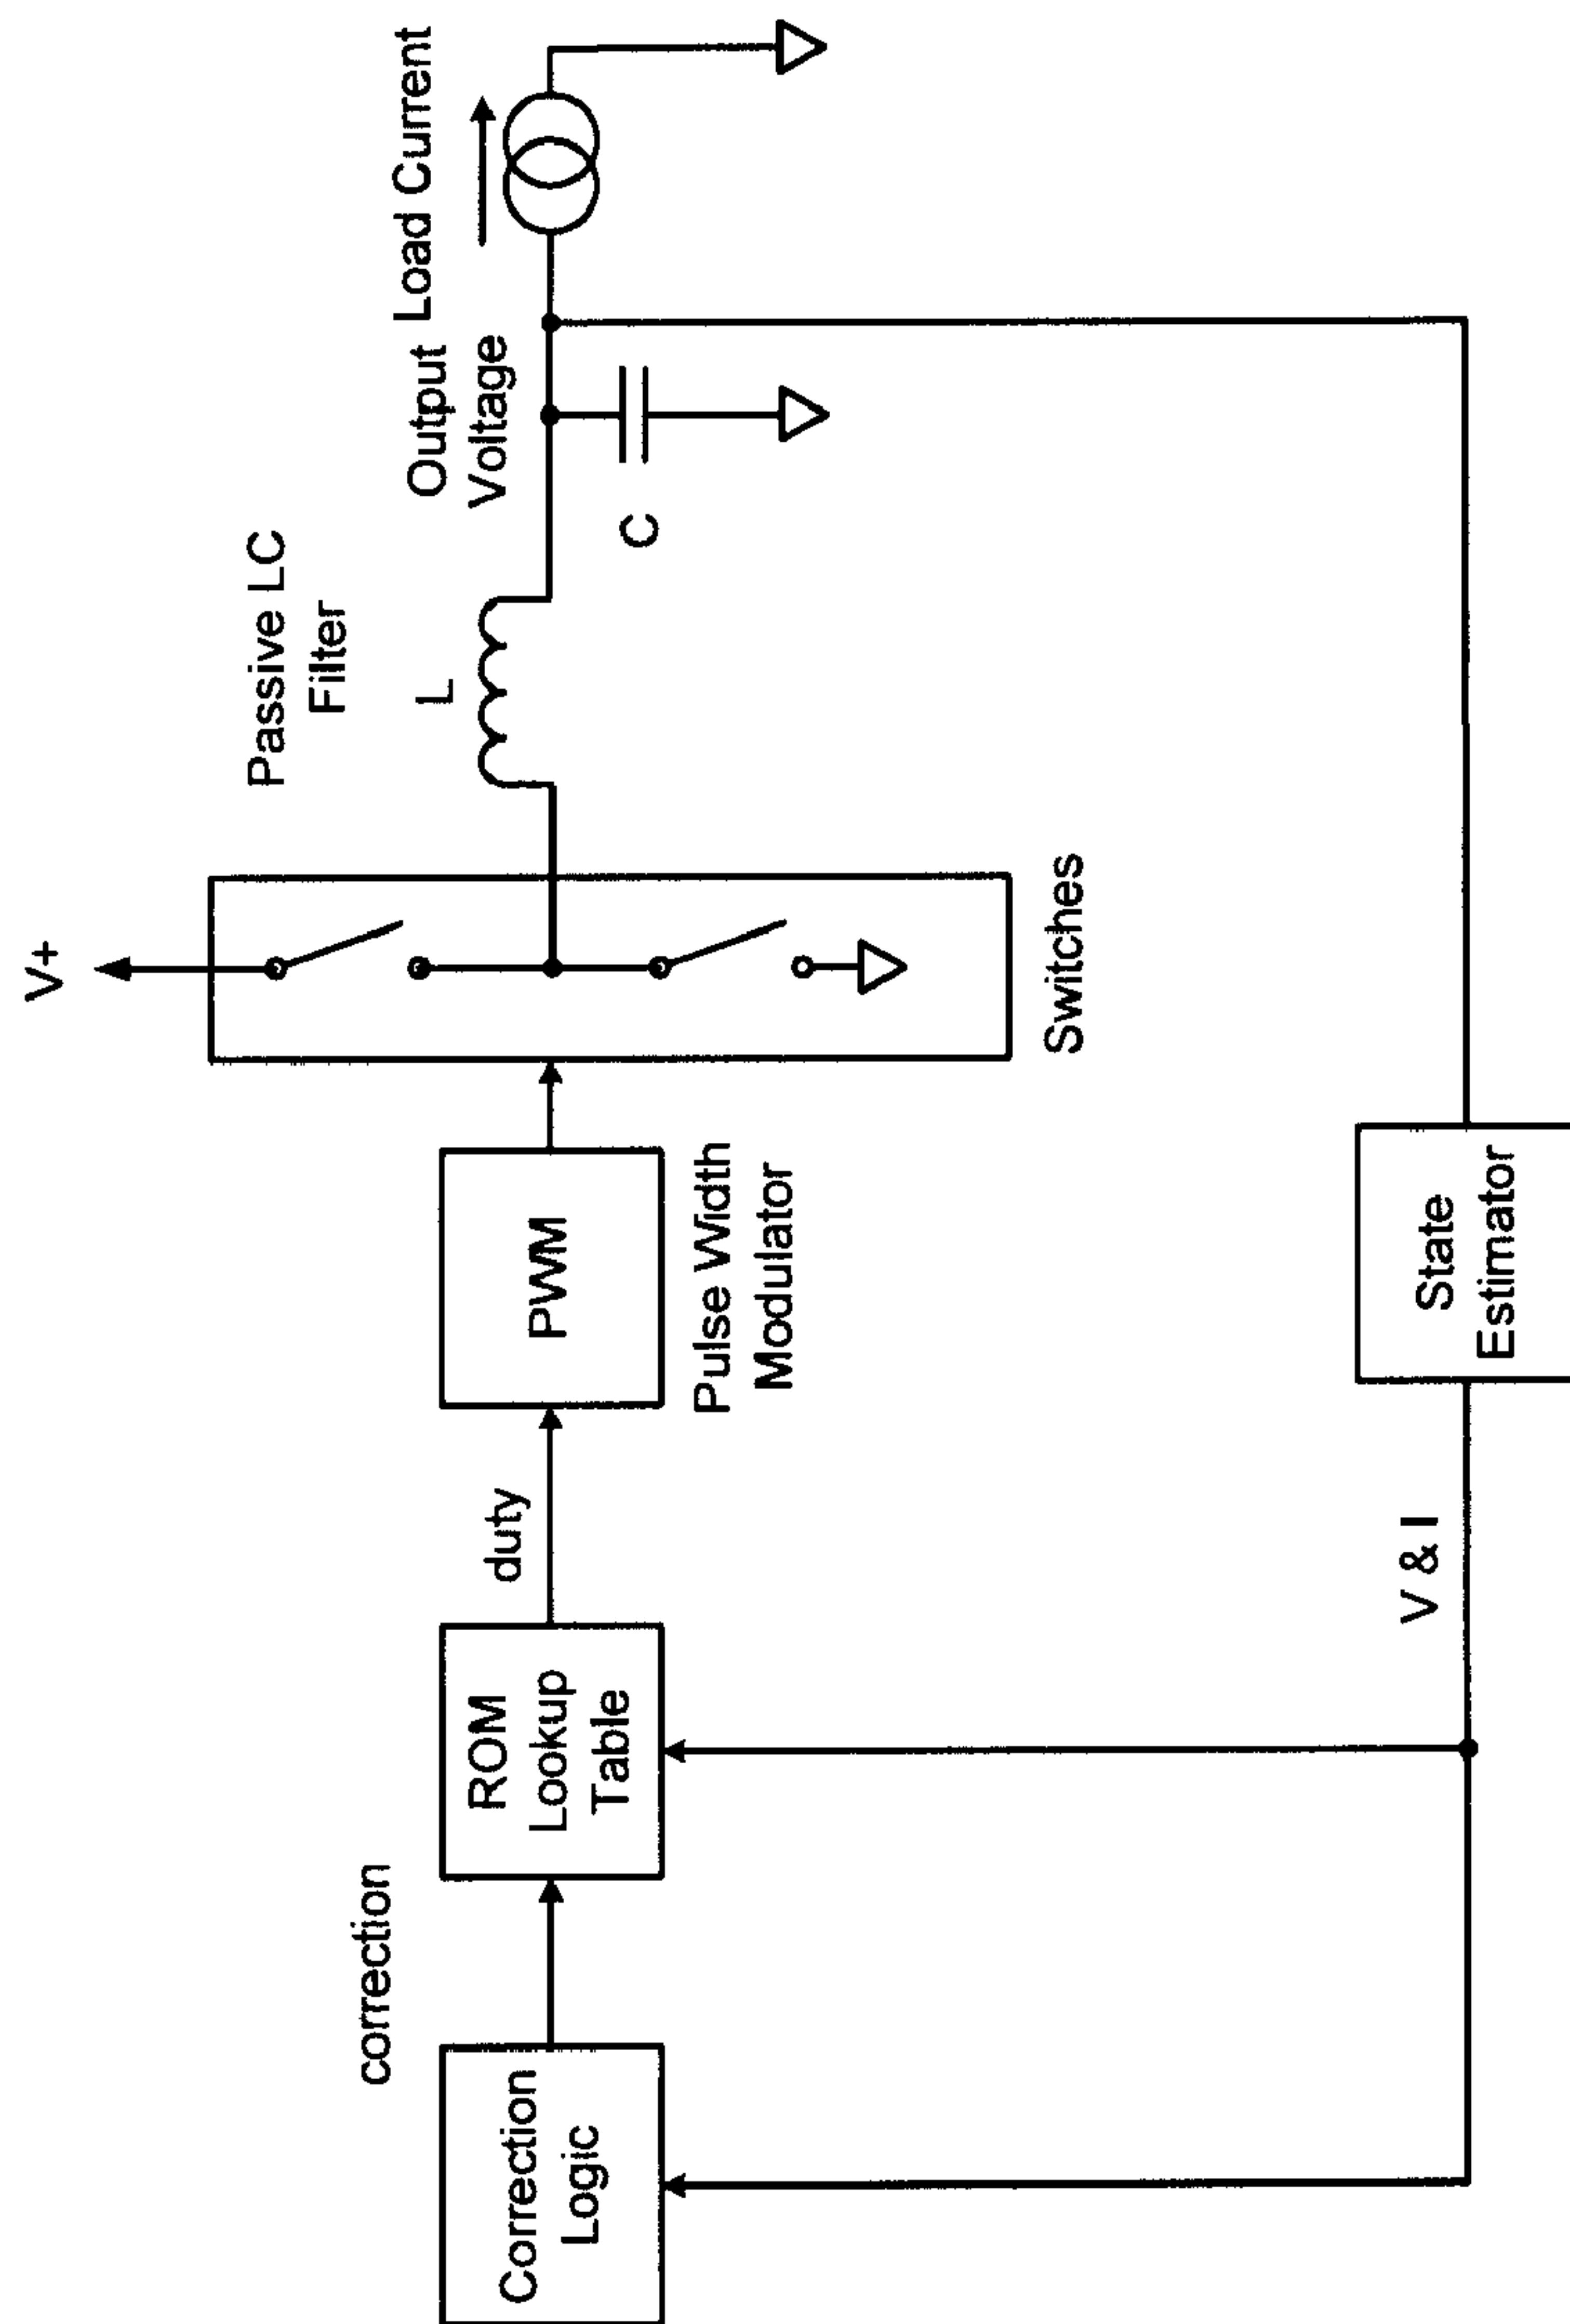 V+
Passive LC
Filter
L
Output
Voltage
Load Current
C
correction
Correction
Logic
ROM
Lookup
Table
duty
PWM
Pulse Width
Modulator
Switches
V & I
State
Estimator